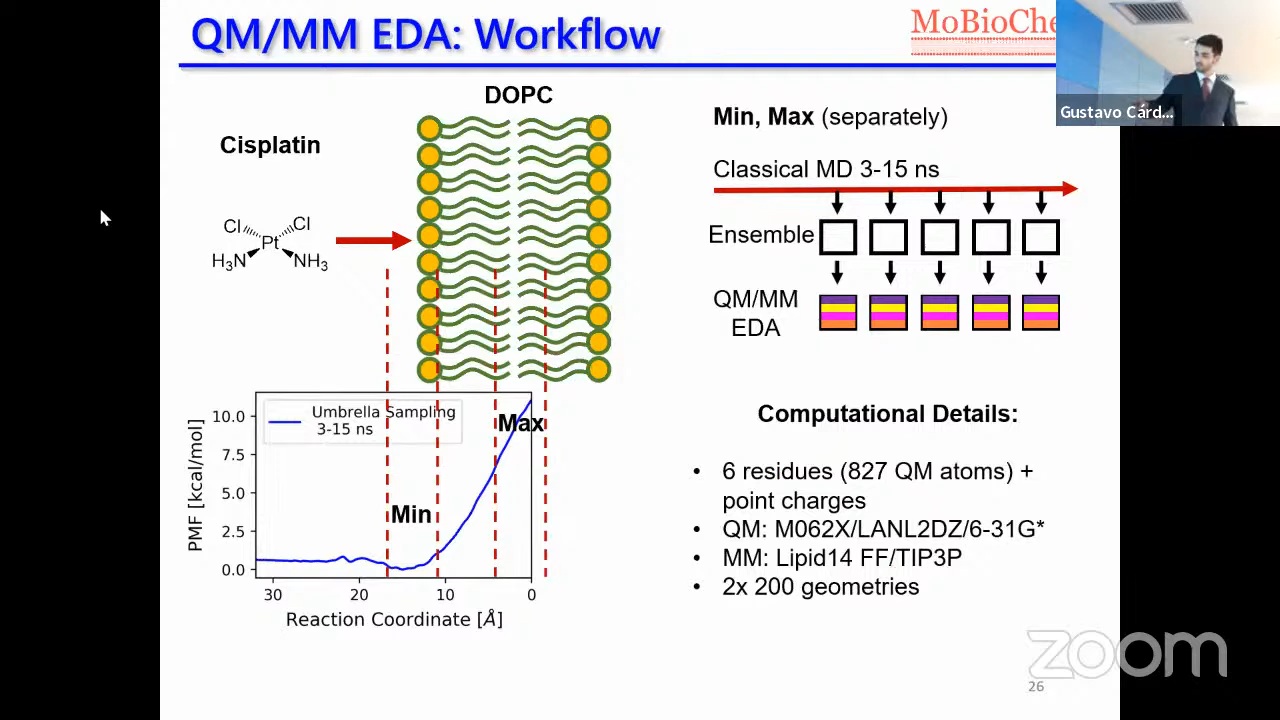 QM/MM EDA: Workflow
MoBioChe
Gustavo Cárd...
DOPC
Cisplatin
Cl
Cl
Pt
H3N
NH3
Min, Max (separately)
Classical MD 3-15 ns
Ensemble
QM/MM
EDA
Umbrella Sampling
3-15 ns
Max
Min
PMF [kcal/mol]
10.0
7.5
5.0
2.5
0.0
30
20
10
0
Reaction Coordinate [Å]
Computational Details:
• 6 residues (827 QM atoms) +
point charges
• QM: M062X/LANL2DZ/6-31G*
• MM: Lipid14 FF/TIP3P
• 2x 200 geometries
zoom
26